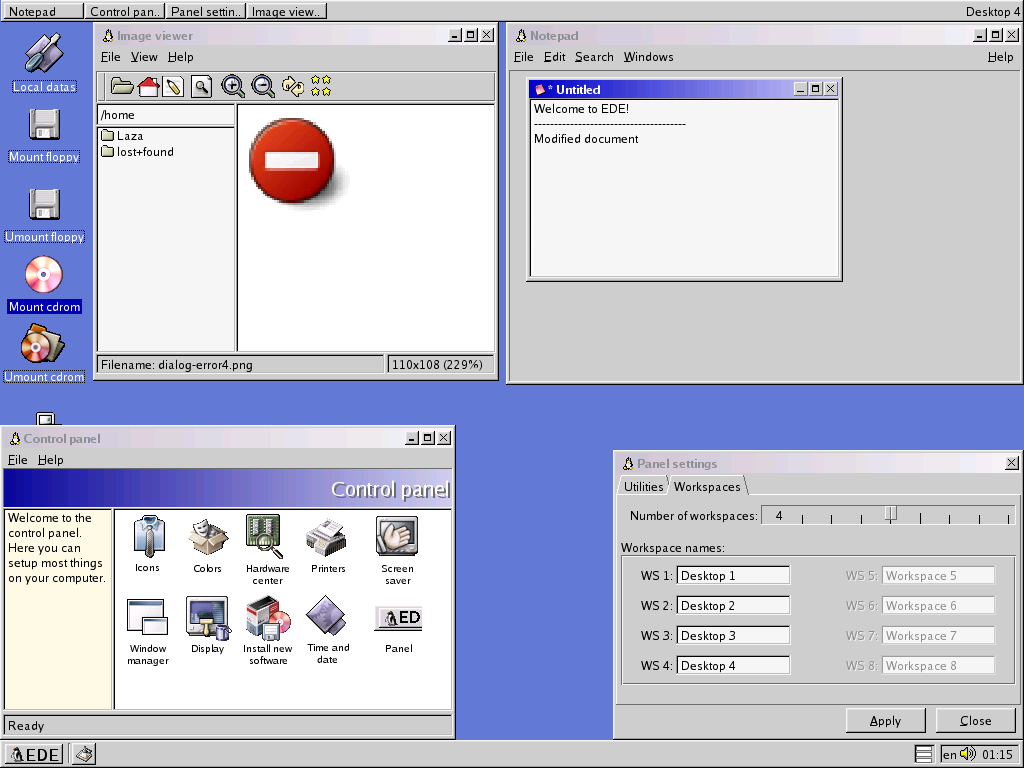 Notepad
Control pan..
Panel settin..
Image view..
Desktop 4
Local datas
Mount floppy
Umount floppy
Mount cdrom
Umount cdrom
Image viewer
File View Help
/home
Laza
lost+found
Filename: dialog-error4.png
110x108 (229%)
Notepad
File Edit Search Windows
Help
* Untitled
Welcome to EDE!
--------------------------------------
Modified document
Control panel
File Help
Control panel
Welcome to the
control panel.
Here you can
setup most things
on your computer.
Icons
Colors
Hardware
center
Printers
Screen
saver
Window
manager
Display
Install new
software
Time and
date
ED
Panel
Ready
Panel settings
Utilities
Workspaces
Number of workspaces: 4
Workspace names:
WS 1: Desktop 1
WS 5: Workspace 5
WS 2: Desktop 2
WS 6: Workspace 6
WS 3: Desktop 3
WS 7: Workspace 7
WS 4: Desktop 4
WS 8: Workspace 8
Apply
Close
EDE
en
01:15